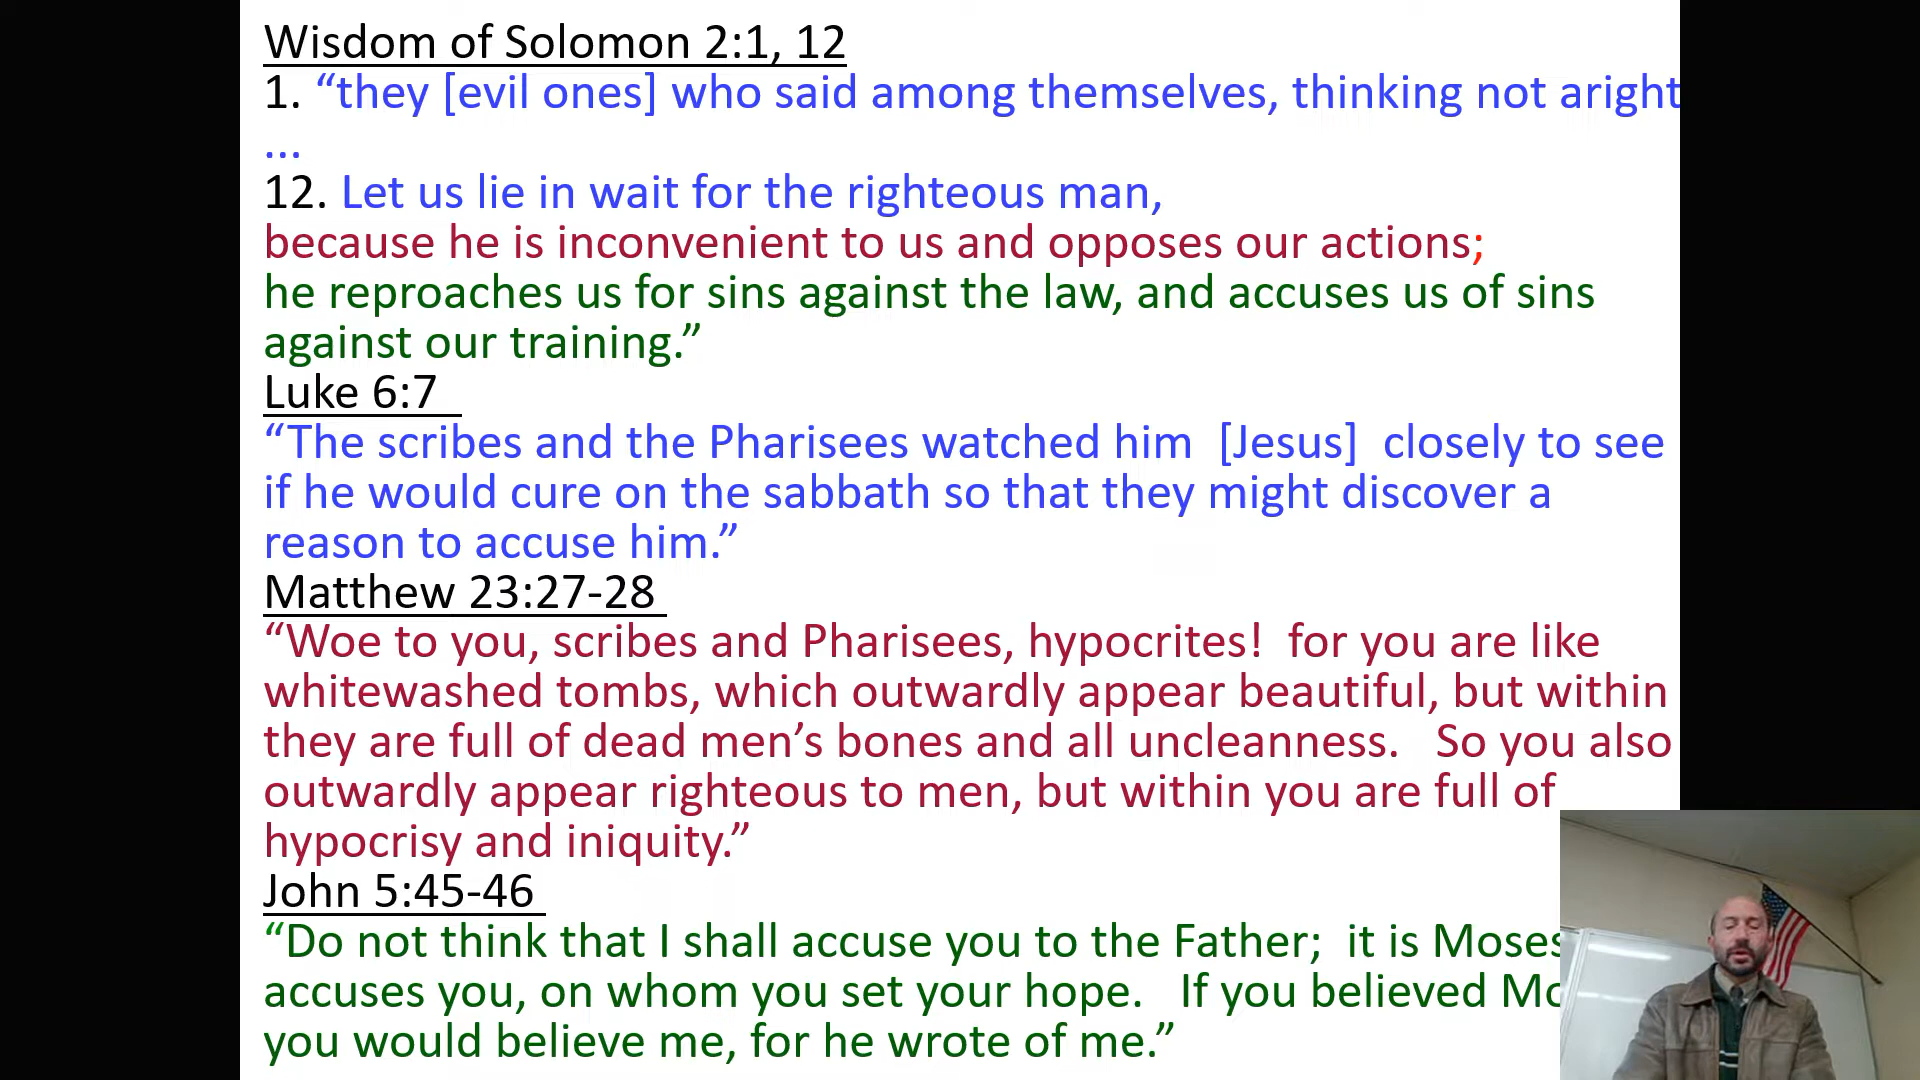 Wisdom of Solomon 2:1, 12
1. “they [evil ones] who said among themselves, thinking not aright
...
12. Let us lie in wait for the righteous man,
because he is inconvenient to us and opposes our actions;
he reproaches us for sins against the law, and accuses us of sins
against our training.”
Luke 6:7
“The scribes and the Pharisees watched him [Jesus] closely to see
if he would cure on the sabbath so that they might discover a
reason to accuse him.”
Matthew 23:27-28
“Woe to you, scribes and Pharisees, hypocrites! for you are like
whitewashed tombs, which outwardly appear beautiful, but within
they are full of dead men’s bones and all uncleanness. So you also
outwardly appear righteous to men, but within you are full of
hypocrisy and iniquity.”
John 5:45-46
“Do not think that I shall accuse you to the Father; it is Moses
accuses you, on whom you set your hope. If you believed
you would believe me, for he wrote of me.”